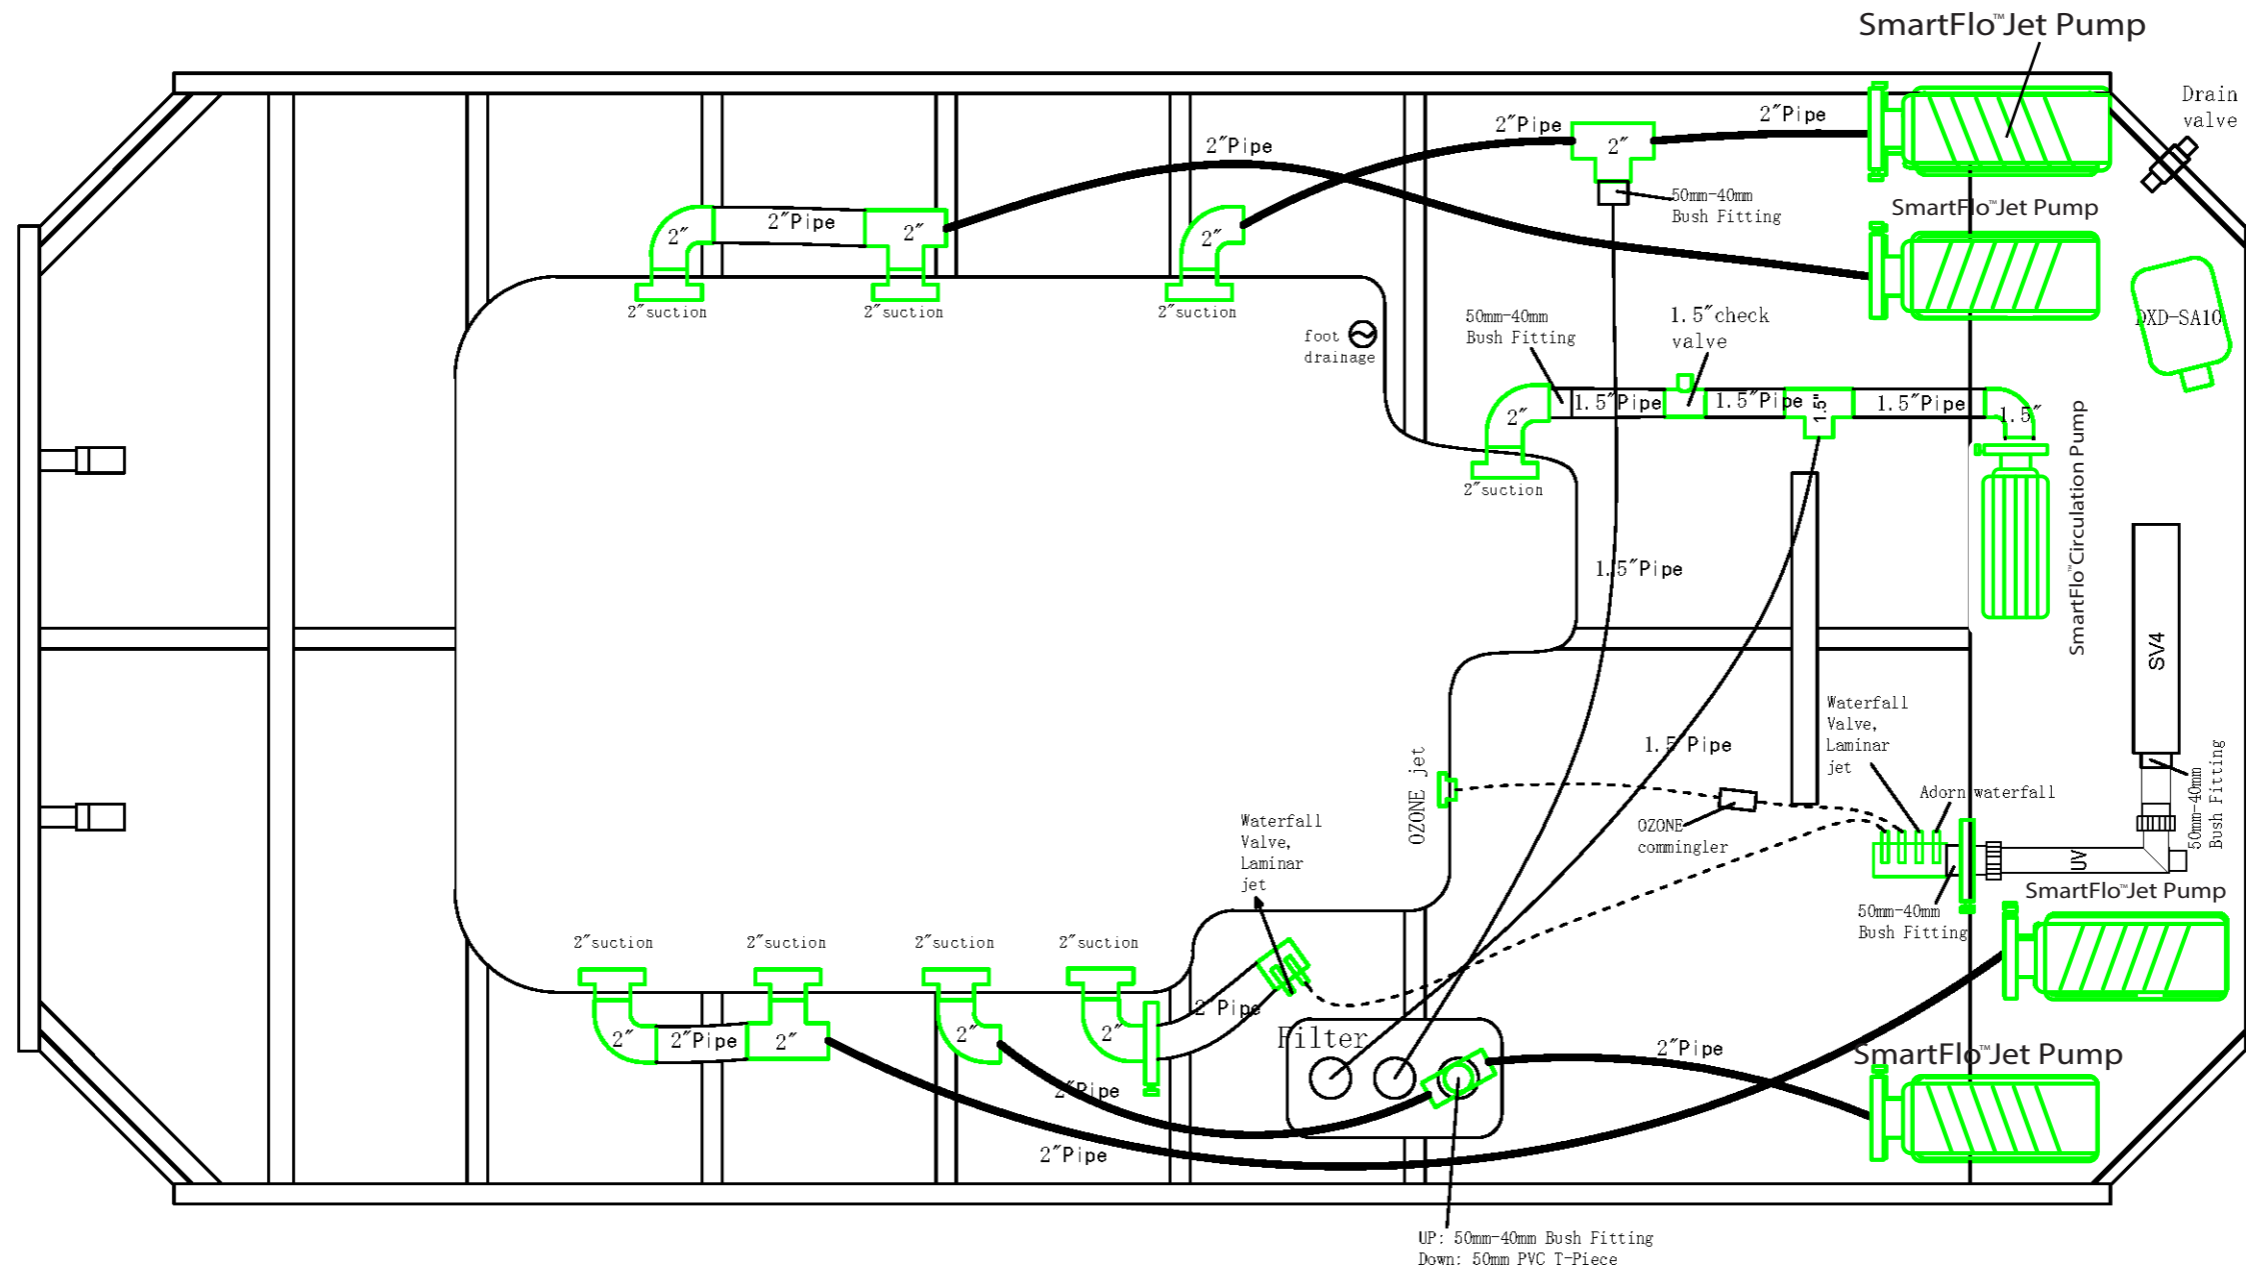 SmartFlo™Jet Pump
Drain
valve
2"Pipe
2"Pipe
2"
2"Pipe
50mm-40mm
Bush Fitting
SmartFlo™Jet Pump
2"
2"Pipe
2"
2"
2"suction
2"suction
2"suction
foot
drainage
50mm-40mm
Bush Fitting
1.5"check
valve
DXD-SA10
2"
1.5"Pipe
1.5"Pipe
1.5"
1.5"Pipe
1.5"
2"suction
SmartFlo™Circulation Pump
1.5"Pipe
SV4
50mm-40mm
Bush Fitting
1.5"Pipe
Waterfall
Valve,
Laminar
jet
Adorn waterfall
OZONE jet
OZONE
commingler
Waterfall
Valve,
Laminar
jet
UV
50mm-40mm
Bush Fitting
SmartFlo™Jet Pump
2"suction
2"suction
2"suction
2"suction
2"
2"Pipe
2"
2"
2"
2"Pipe
Filter
2"Pipe
SmartFlo™Jet Pump
2"Pipe
2"Pipe
UP: 50mm-40mm Bush Fitting
Down: 50mm PVC T-Piece